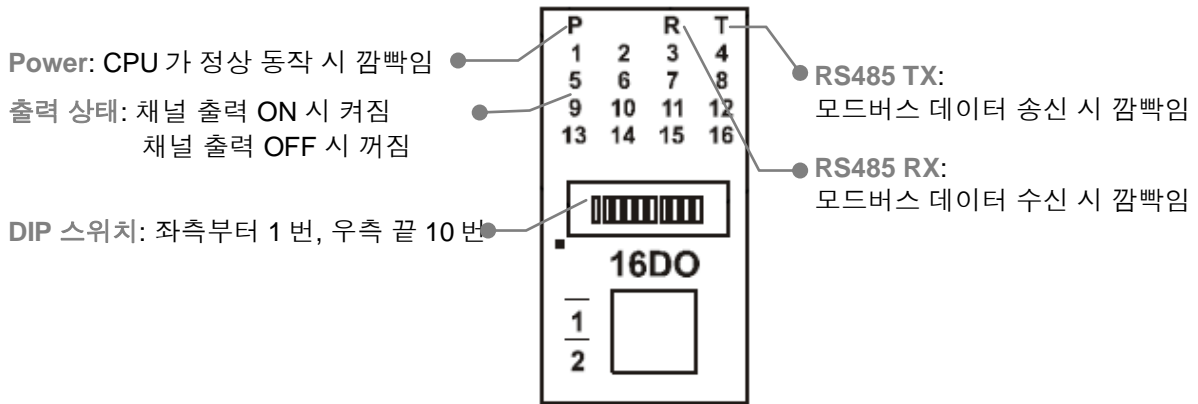 P R T
1 2 3 4
5 6 7 8
9 10 11 12
13 14 15 16
16DO
1
2
Power: CPU 가 정상 동작 시 깜빡임
출력 상태: 채널 출력 ON 시 켜짐
채널 출력 OFF 시 꺼짐
DIP 스위치: 좌측부터 1 번, 우측 끝 10 번
RS485 TX:
모드버스 데이터 송신 시 깜빡임
RS485 RX:
모드버스 데이터 수신 시 깜빡임